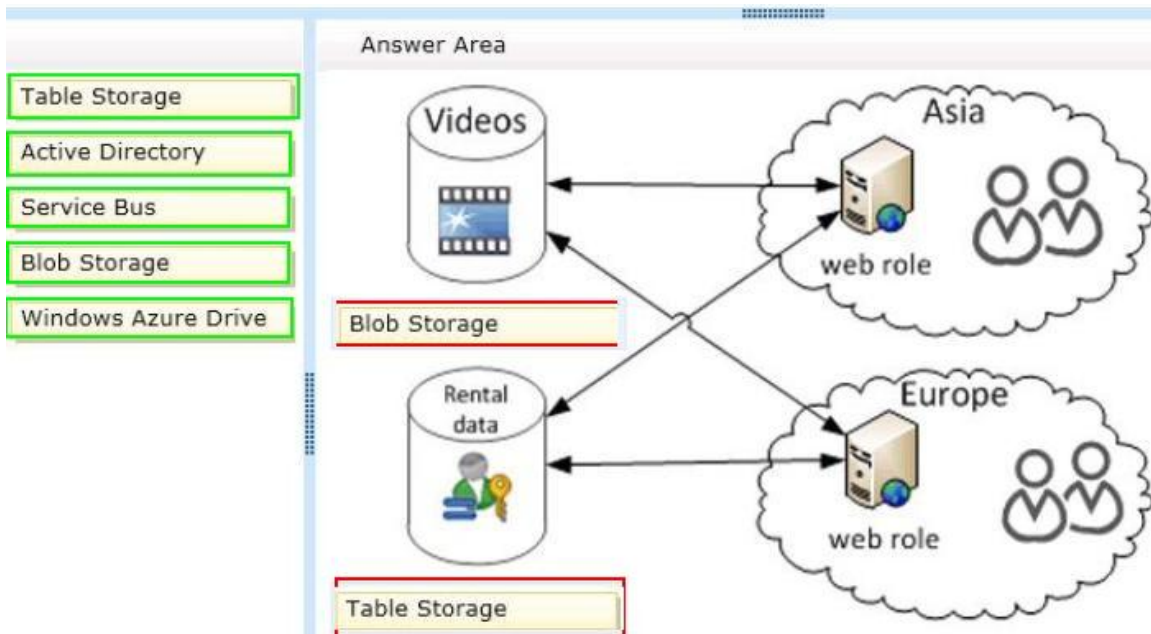 Answer Area
Table Storage
Active Directory
Service Bus
Blob Storage
Windows Azure Drive
Videos
Blob Storage
Rental
data
Table Storage
Asia
web role
Europe
web role